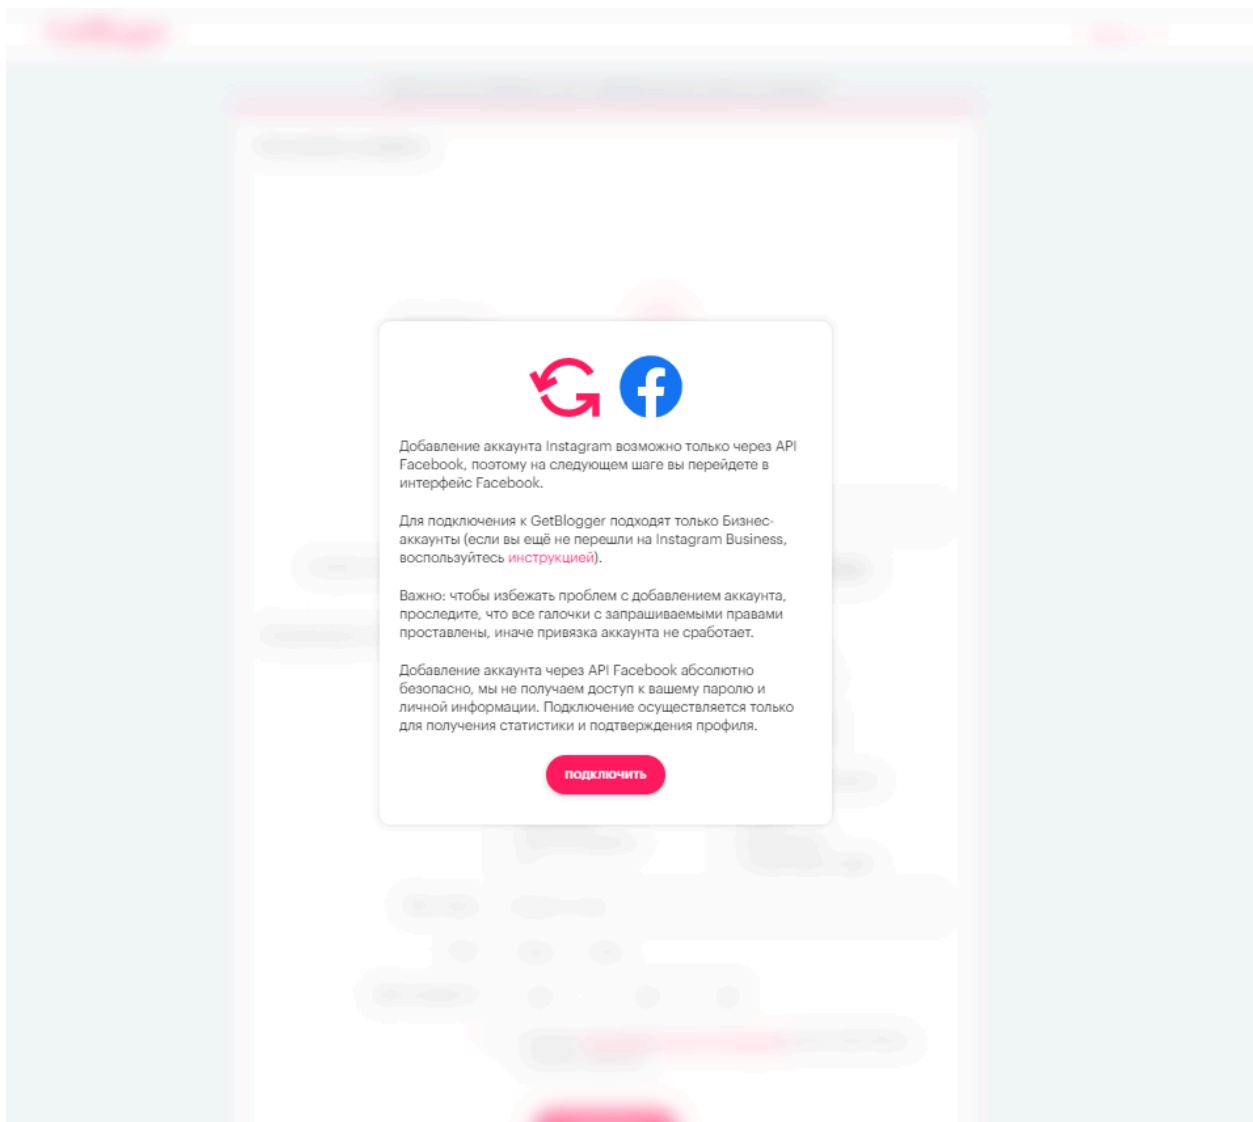 Добавление аккаунта Instagram возможно только через API
Facebook, поэтому на следующем шаге вы перейдете в
интерфейс Facebook.
Для подключения к GetBlogger подходят только Бизнес-
аккаунты (если вы ещё не перешли на Instagram Business,
воспользуйтесь инструкцией).
Важно: чтобы избежать проблем с добавлением аккаунта,
проследите, что все галочки с запрашиваемыми правами
проставлены, иначе привязка аккаунта не сработает.
Добавление аккаунта через API Facebook абсолютно
безопасно, мы не получаем доступ к вашему паролю и
личной информации. Подключение осуществляется только
для получения статистики и подтверждения профиля.
ПОДКЛЮЧИТЬ